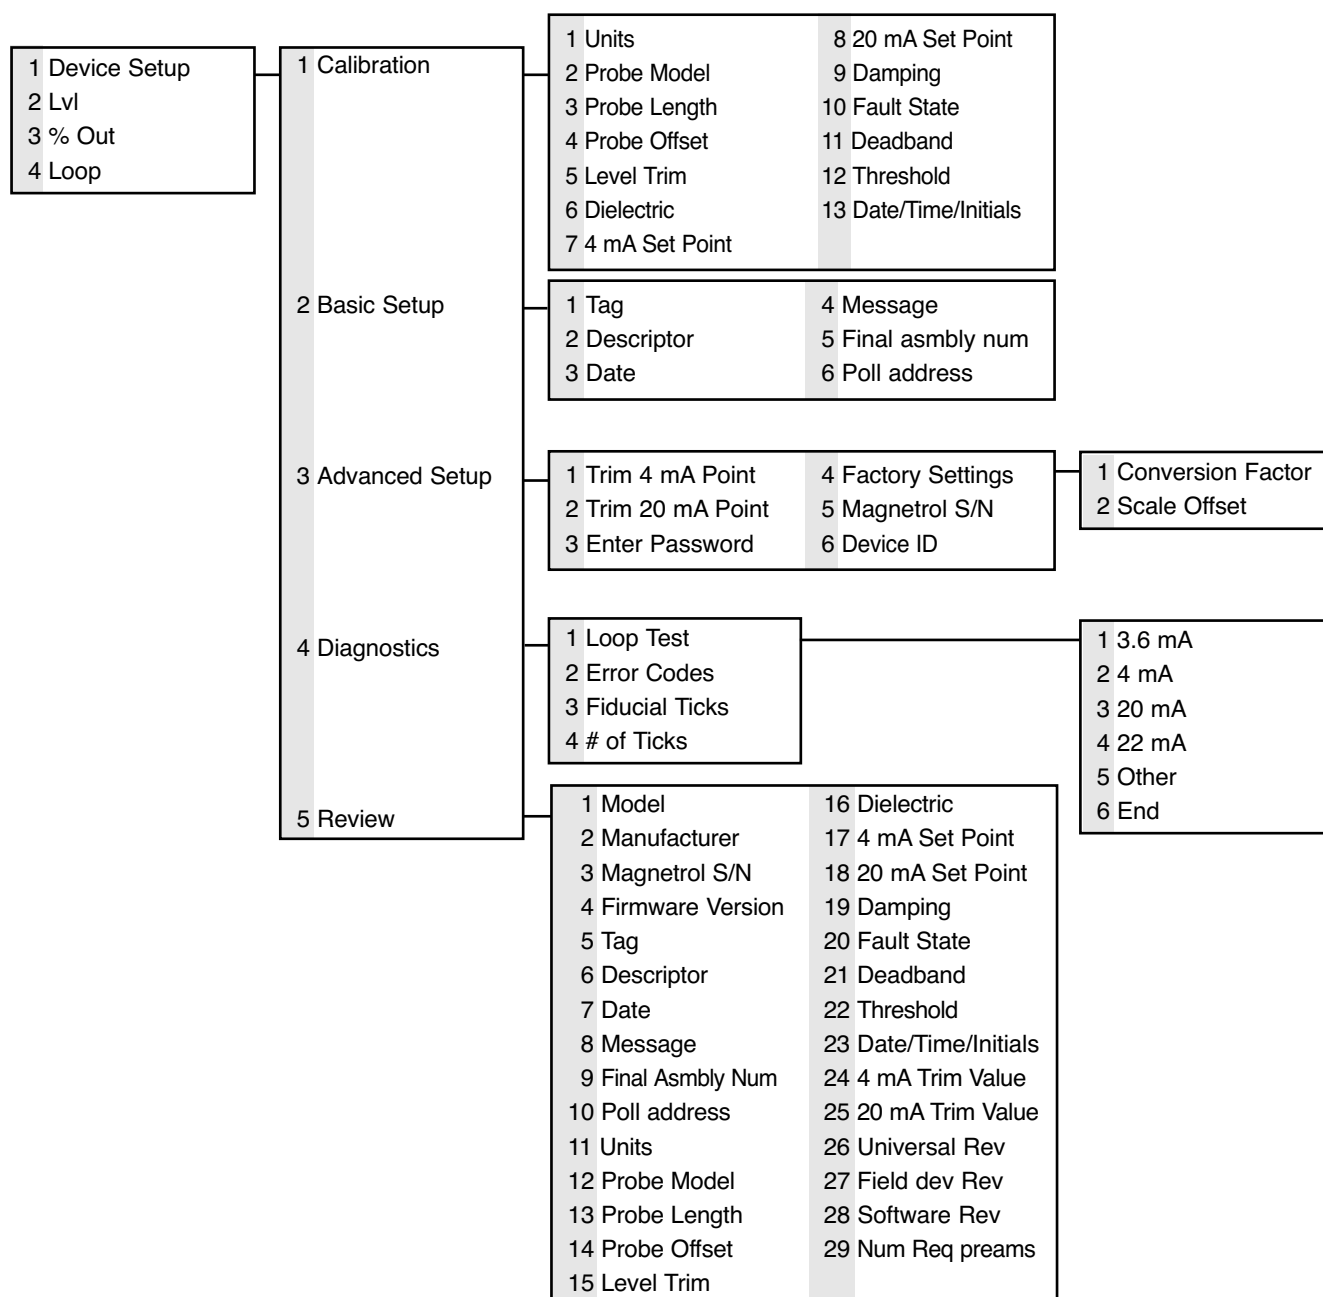 1 Device Setup
2 Lvl
3 % Out
4 Loop
1 Calibration
2 Basic Setup
3 Advanced Setup
4 Diagnostics
5 Review
1 Units
2 Probe Model
3 Probe Length
4 Probe Offset
5 Level Trim
6 Dielectric
7 4 mA Set Point
8 20 mA Set Point
9 Damping
10 Fault State
11 Deadband
12 Threshold
13 Date/Time/Initials
1 Tag
2 Descriptor
3 Date
4 Message
5 Final asmbly num
6 Poll address
1 Trim 4 mA Point
2 Trim 20 mA Point
3 Enter Password
4 Factory Settings
5 Magnetrol S/N
6 Device ID
1 Conversion Factor
2 Scale Offset
1 Loop Test
2 Error Codes
3 Fiducial Ticks
4 # of Ticks
1 3.6 mA
2 4 mA
3 20 mA
4 22 mA
5 Other
6 End
1 Model
2 Manufacturer
3 Magnetrol S/N
4 Firmware Version
5 Tag
6 Descriptor
7 Date
8 Message
9 Final Asmbly Num
10 Poll address
11 Units
12 Probe Model
13 Probe Length
14 Probe Offset
15 Level Trim
16 Dielectric
17 4 mA Set Point
18 20 mA Set Point
19 Damping
20 Fault State
21 Deadband
22 Threshold
23 Date/Time/Initials
24 4 mA Trim Value
25 20 mA Trim Value
26 Universal Rev
27 Field dev Rev
28 Software Rev
29 Num Req preams